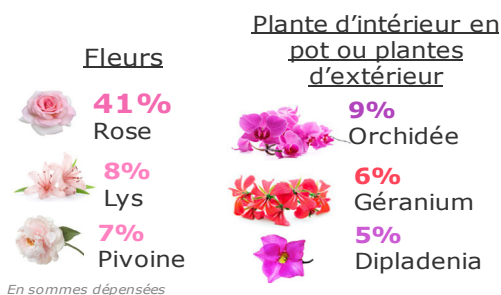 Fleurs
41%
Rose
8%
Lys
7%
Pivoine
En sommes dépensées
Plante d’intérieur en
pot ou plantes
d’extérieur
9%
Orchidée
6%
Géranium
5%
Dipladenia